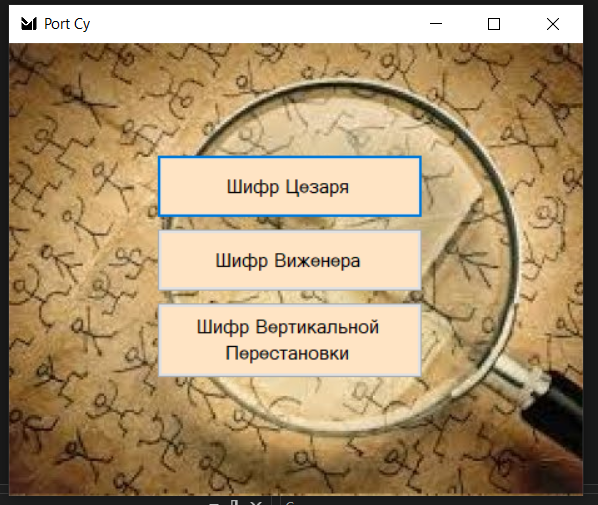 Port Cy
Шифр Цезаря
Шифр Виженера
Шифр Вертикальной
Перестановки